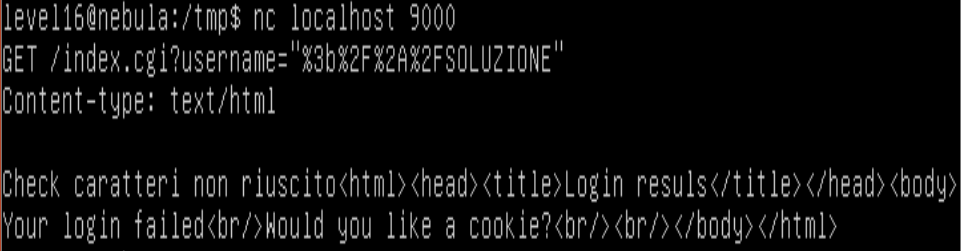 level16@nebula:/tmp$ nc localhost 9000
GET /index.cgi?username="%3b%2F%2A%2FSOLUZIONE"
Content-type: text/html
Check caratteri non riuscito<html><head><title>Login resuls</title></head><body>
Your login failed<br/>Would you like a cookie?<br/><br/></body></html>